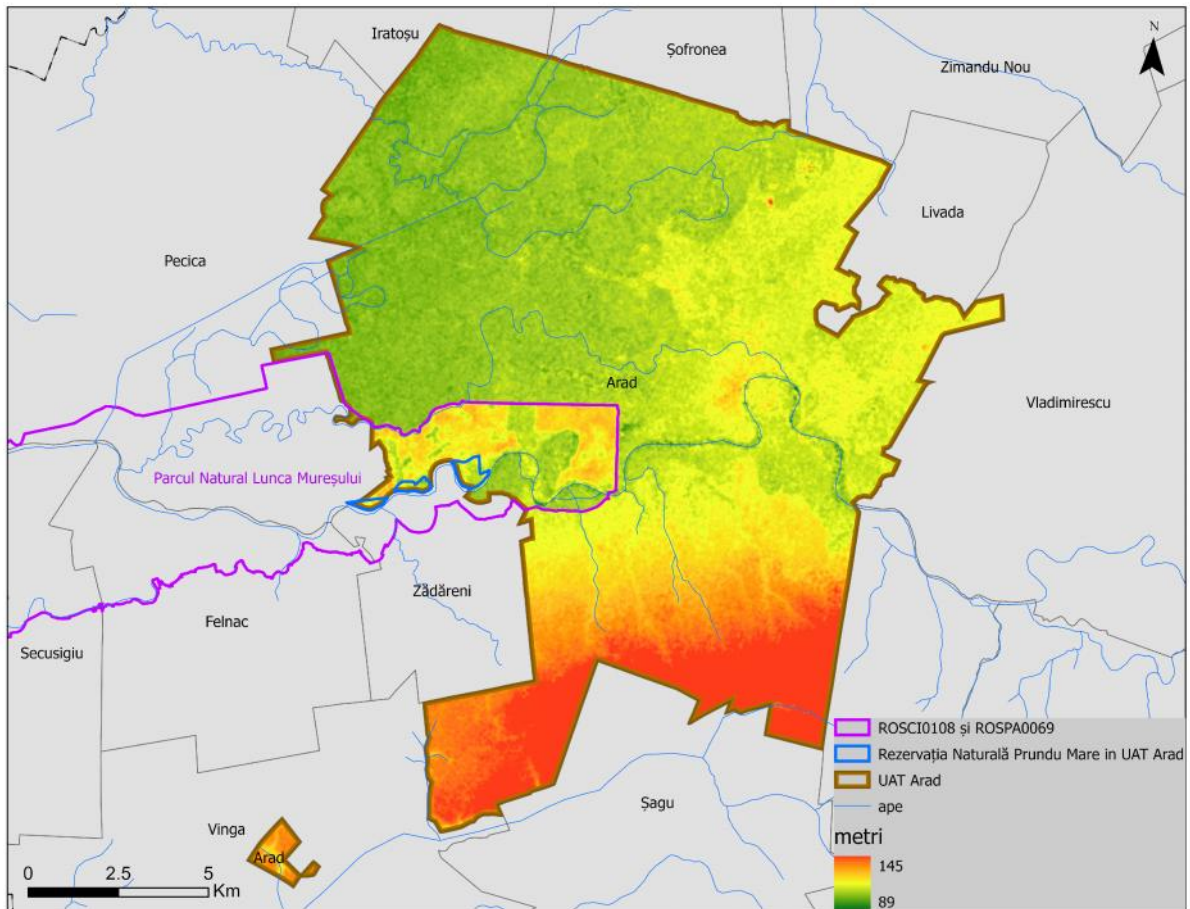 Iratoșu
Șofronea
N
Zimandu Nou
Livada
Pecica
Arad
Vladimirescu
Parcul Natural Lunca Mureșului
Zădăreni
Felnac
Secusigiu
ROSCI0108 și ROSPA0069
Rezervația Naturală Prundu Mare in UAT Arad
UAT Arad
ape
metri
145
89
Șagu
Vinga
Arad
0 2.5 5
Km